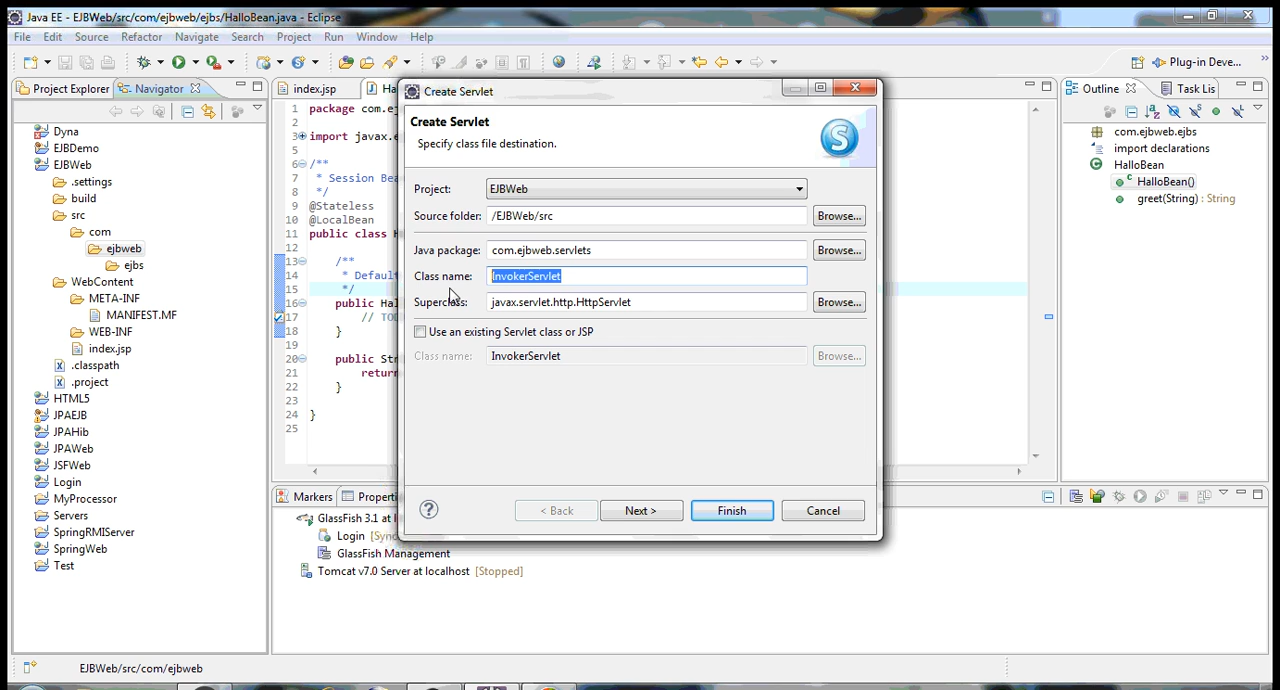 Java EE - EJBWeb/src/com/ejbweb/ejbs/HalloBean.java - Eclipse
File Edit Source Refactor Navigate Search Project Run Window Help
Plug-in Deve...
Project Explorer
Navigator
index.jsp
Outline
Task Lis
Dyna
EJBDemo
EJBWeb
.settings
build
src
com
ejbweb
ejbs
WebContent
META-INF
MANIFEST.MF
WEB-INF
index.jsp
.classpath
.project
HTML5
JPAEJB
JPAHib
JPAWeb
JSFWeb
Login
MyProcessor
Servers
SpringRMIServer
SpringWeb
Test
1 package com.ej
3 import javax.e
5
6 /**
7 * Session Bea
8 */
9 @Stateless
10 @LocalBean
11 public class H
12
13 /**
14 * Default
15 */
16 public Hal
17 // TOD
18 }
19
20 public Str
21 return
22 }
23
24 }
25
Create Servlet
Create Servlet
Specify class file destination.
S
Project: EJBWeb
Source folder: /EJBWeb/src Browse...
Java package: com.ejbweb.servlets Browse...
Class name: InvokerServlet
Superclass: javax.servlet.http.HttpServlet Browse...
Use an existing Servlet class or JSP
Class name: InvokerServlet Browse...
? < Back Next > Finish Cancel
com.ejbweb.ejbs
import declarations
HalloBean
HalloBean()
greet(String) : String
Markers
Properti
GlassFish 3.1 at
Login [Sync
GlassFish Management
Tomcat v7.0 Server at localhost [Stopped]
EJBWeb/src/com/ejbweb